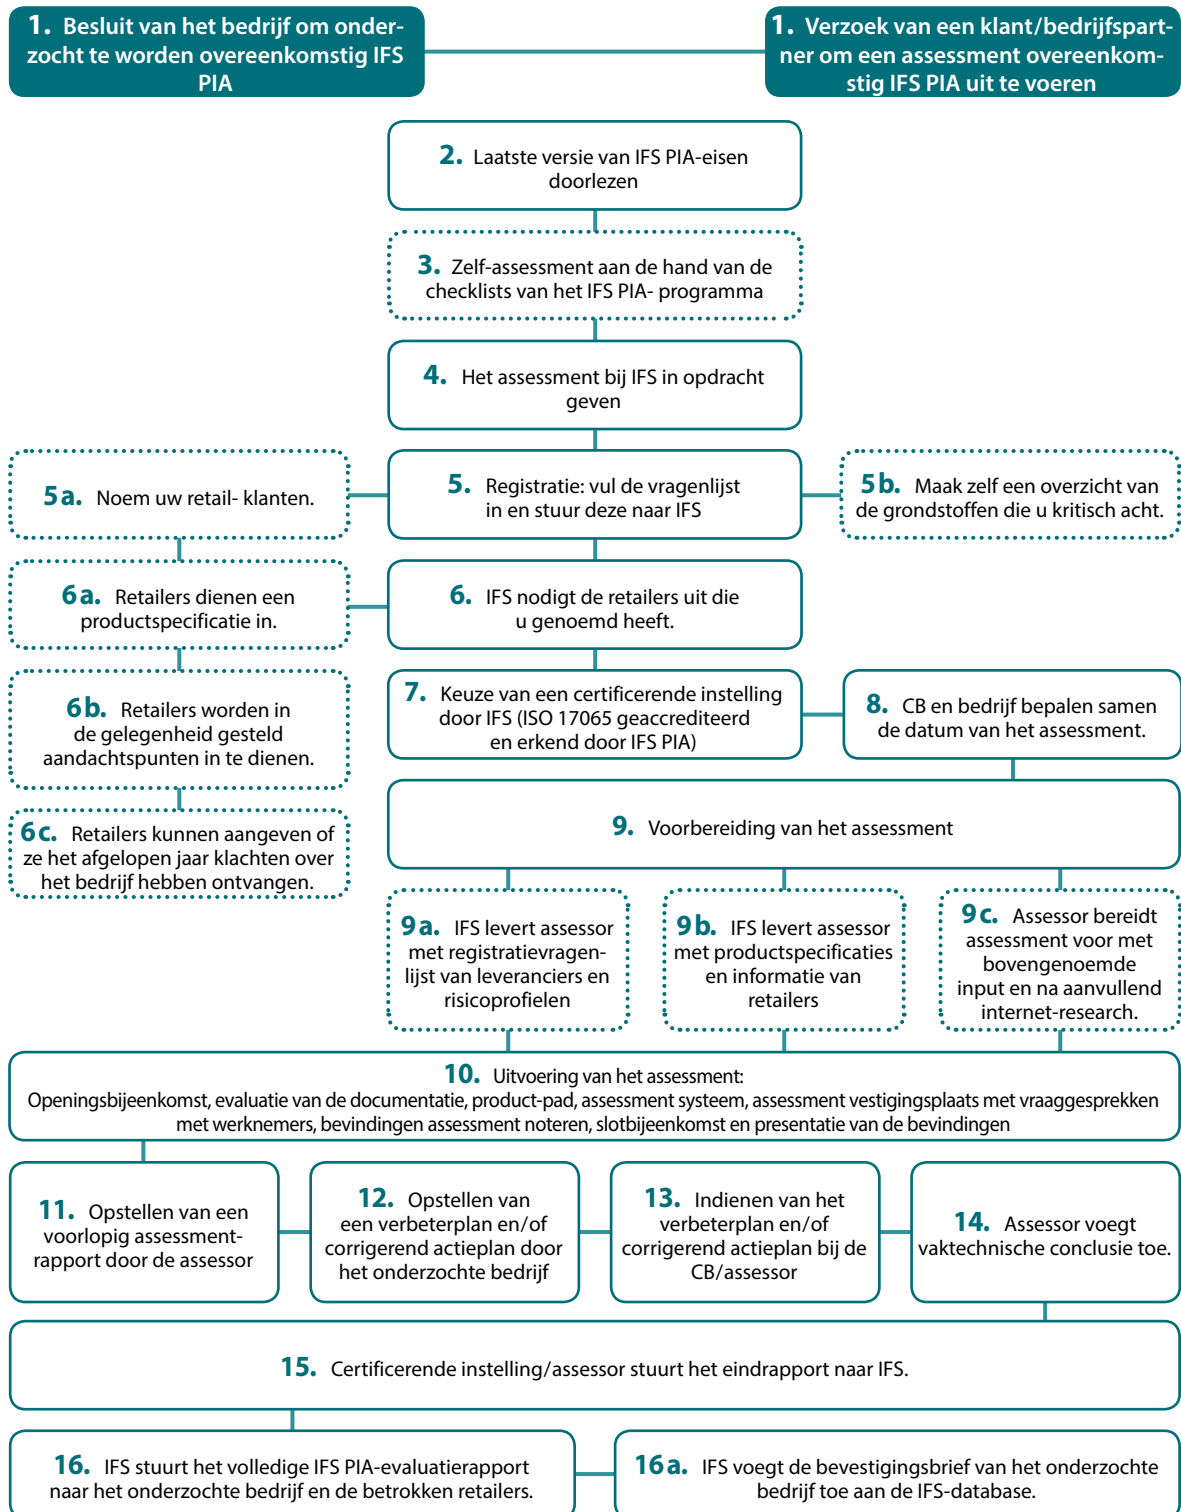 1. Besluit van het bedrijf om onder-
zocht te worden overeenkomstig IFS
PIA
1. Verzoek van een klant/bedrijfspart-
ner om een assessment overeenkom-
stig IFS PIA uit te voeren
2. Laatste versie van IFS PIA-eisen
doorlezen
3. Zelf-assessment aan de hand van de
checklists van het IFS PIA- programma
4. Het assessment bij IFS in opdracht
geven
5a. Noem uw retail- klanten.
5. Registratie: vul de vragenlijst
in en stuur deze naar IFS
5b. Maak zelf een overzicht van
de grondstoffen die u kritisch acht.
6a. Retailers dienen een
productspecificatie in.
6. IFS nodigt de retailers uit die
u genoemd heeft.
6b. Retailers worden in
de gelegenheid gesteld
aandachtspunten in te dienen.
7. Keuze van een certificerende instelling
door IFS (ISO 17065 geaccrediteerd
en erkend door IFS PIA)
8. CB en bedrijf bepalen samen
de datum van het assessment.
6c. Retailers kunnen aangeven of
ze het afgelopen jaar klachten over
het bedrijf hebben ontvangen.
9. Voorbereiding van het assessment
9a. IFS levert assessor
met registratievragen-
lijst van leveranciers en
risicoprofielen
9b. IFS levert assessor
met productspecificaties
en informatie van
retailers
9c. Assessor bereidt
assessment voor met
bovengenoemde
input en na aanvullend
internet-research.
10. Uitvoering van het assessment:
Openingsbijeenkomst, evaluatie van de documentatie, product-pad, assessment systeem, assessment vestigingsplaats met vraaggesprekken
met werknemers, bevindingen assessment noteren, slotbijeenkomst en presentatie van de bevindingen
11. Opstellen van een
voorlopig assessment-
rapport door de assessor
12. Opstellen van
een verbeterplan en/of
corrigerend actieplan door
het onderzochte bedrijf
13. Indienen van het
verbeterplan en/of
corrigerend actieplan bij de
CB/assessor
14. Assessor voegt
vaktechnische conclusie toe.
15. Certificerende instelling/assessor stuurt het eindrapport naar IFS.
16. IFS stuurt het volledige IFS PIA-evaluatierapport
naar het onderzochte bedrijf en de betrokken retailers.
16a. IFS voegt de bevestigingsbrief van het onderzochte
bedrijf toe aan de IFS-database.